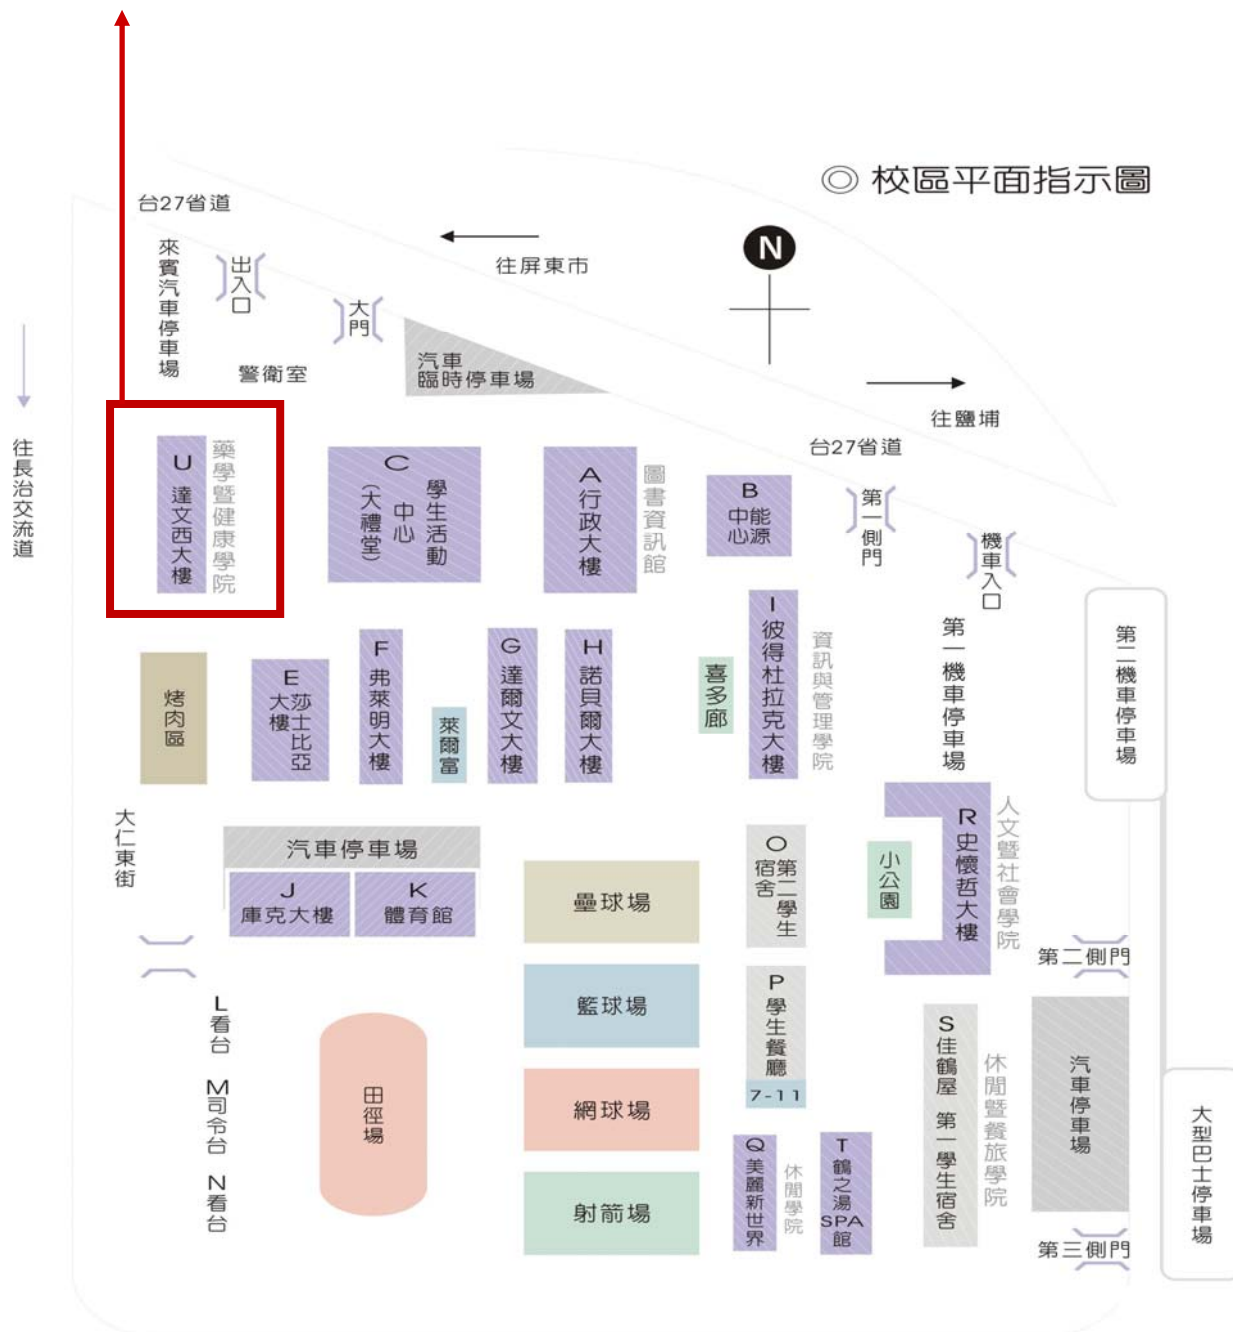 ◎ 校區平面指示圖
台27省道
N
往屏東市
來賓汽車停車場
出入口
大門
警衛室
汽車
臨時停車場
往鹽埔
台27省道
往長治交流道
U
達文西大樓
藥學暨健康學院
C
學生活動
中心
(大禮堂)
A
行政大樓
圖書資訊館
B
能源
中心
第一側門
機車入口
烤肉區
E
莎士比亞
大樓
F
弗萊明大樓
萊爾富
G
達爾文大樓
H
諾貝爾大樓
喜多廊
I
彼得杜拉克大樓
資訊與管理學院
第一機車停車場
第二機車停車場
大仁東街
汽車停車場
J
庫克大樓
K
體育館
壘球場
O
第二學生
宿舍
小公園
R
史懷哲大樓
人文暨社會學院
第二側門
L
看台
M
司令台
N
看台
田徑場
籃球場
網球場
射箭場
P
學生餐廳
7-11
Q
美麗新世界
休閒學院
T
鶴之湯
SPA
館
S
佳鶴屋 第一學生宿舍
休閒暨餐旅學院
汽車停車場
第三側門
大型巴士停車場